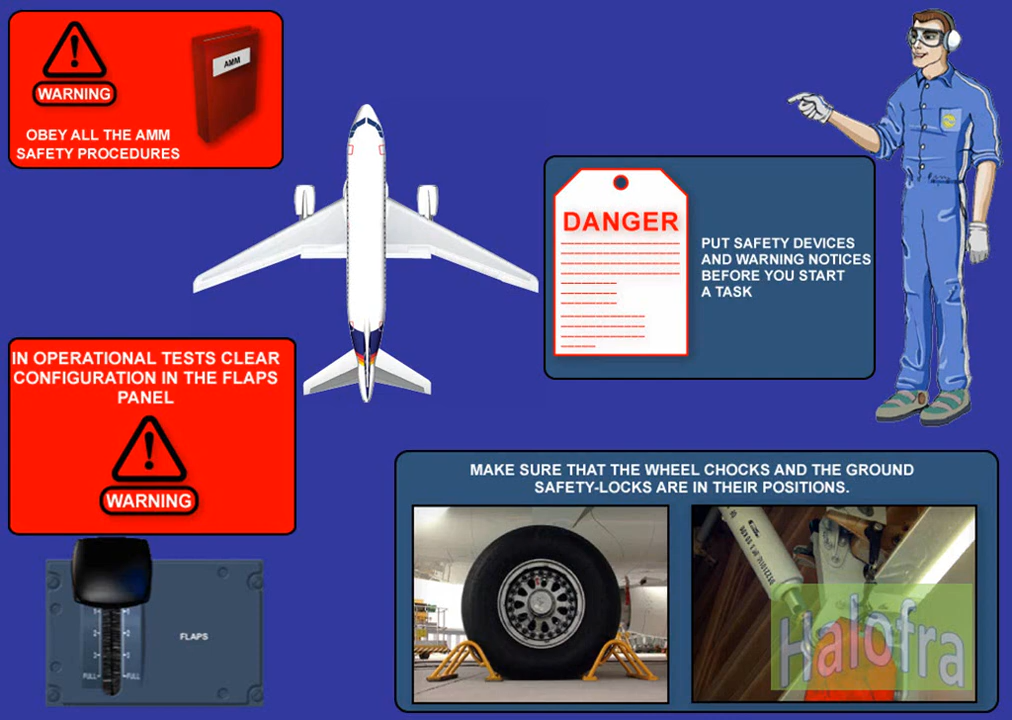 WARNING
AMM
OBEY ALL THE AMM
SAFETY PROCEDURES
DANGER
PUT SAFETY DEVICES
AND WARNING NOTICES
BEFORE YOU START
A TASK
IN OPERATIONAL TESTS CLEAR
CONFIGURATION IN THE FLAPS
PANEL
WARNING
FLAPS
FULL FULL
MAKE SURE THAT THE WHEEL CHOCKS AND THE GROUND
SAFETY-LOCKS ARE IN THEIR POSITIONS.
Halofra